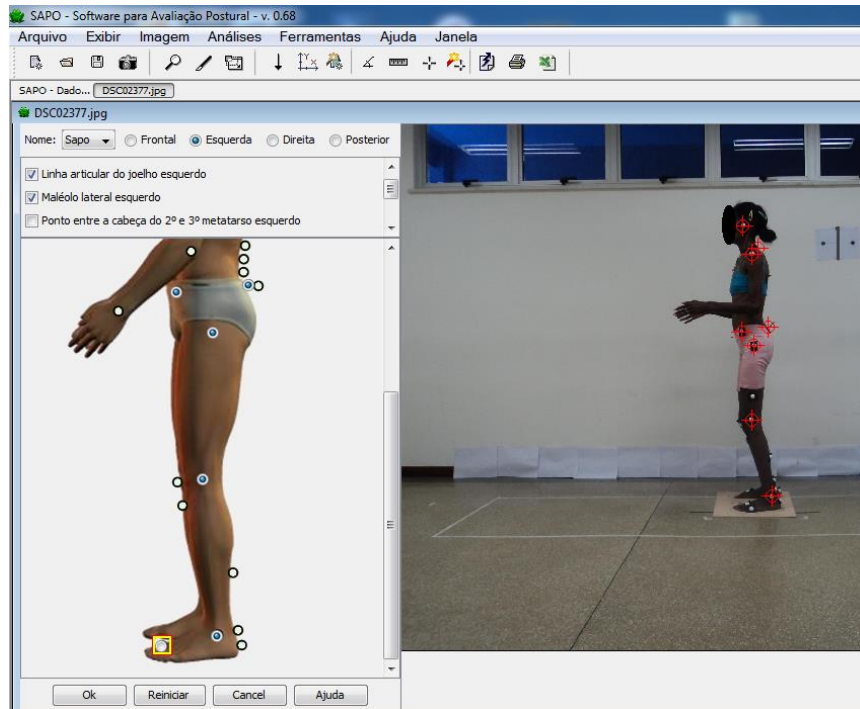 SAPO - Software para Avaliação Postural - v. 0.68
Arquivo Exibir Imagem Análises Ferramentas Ajuda Janela
SAPO - Dado... DSC02377.jpg
DSC02377.jpg
Nome: Sapo Frontal Esquerda Direita Posterior
Linha articular do joelho esquerdo
Maléolo lateral esquerdo
Ponto entre a cabeça do 2º e 3º metatarso esquerdo
Ok Reiniciar Cancel Ajuda